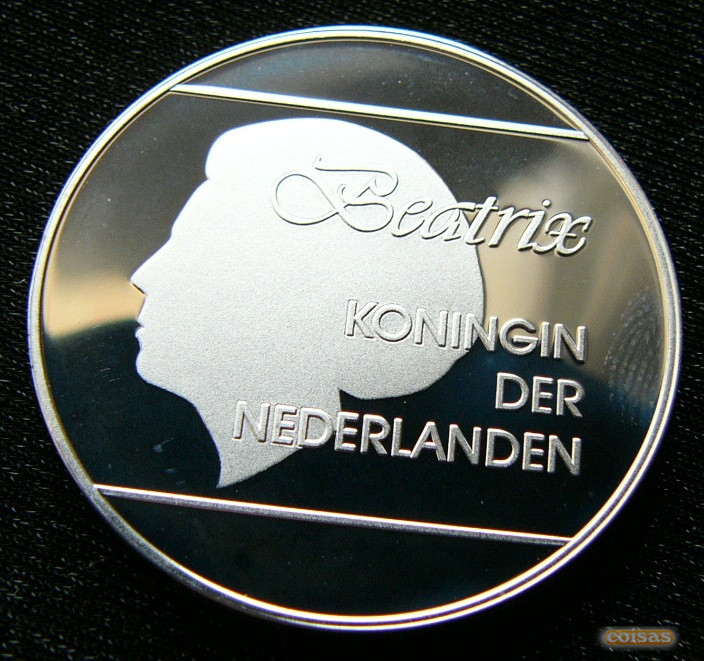 Beatrix
KONINGIN
DER
NEDERLANDEN
coisas